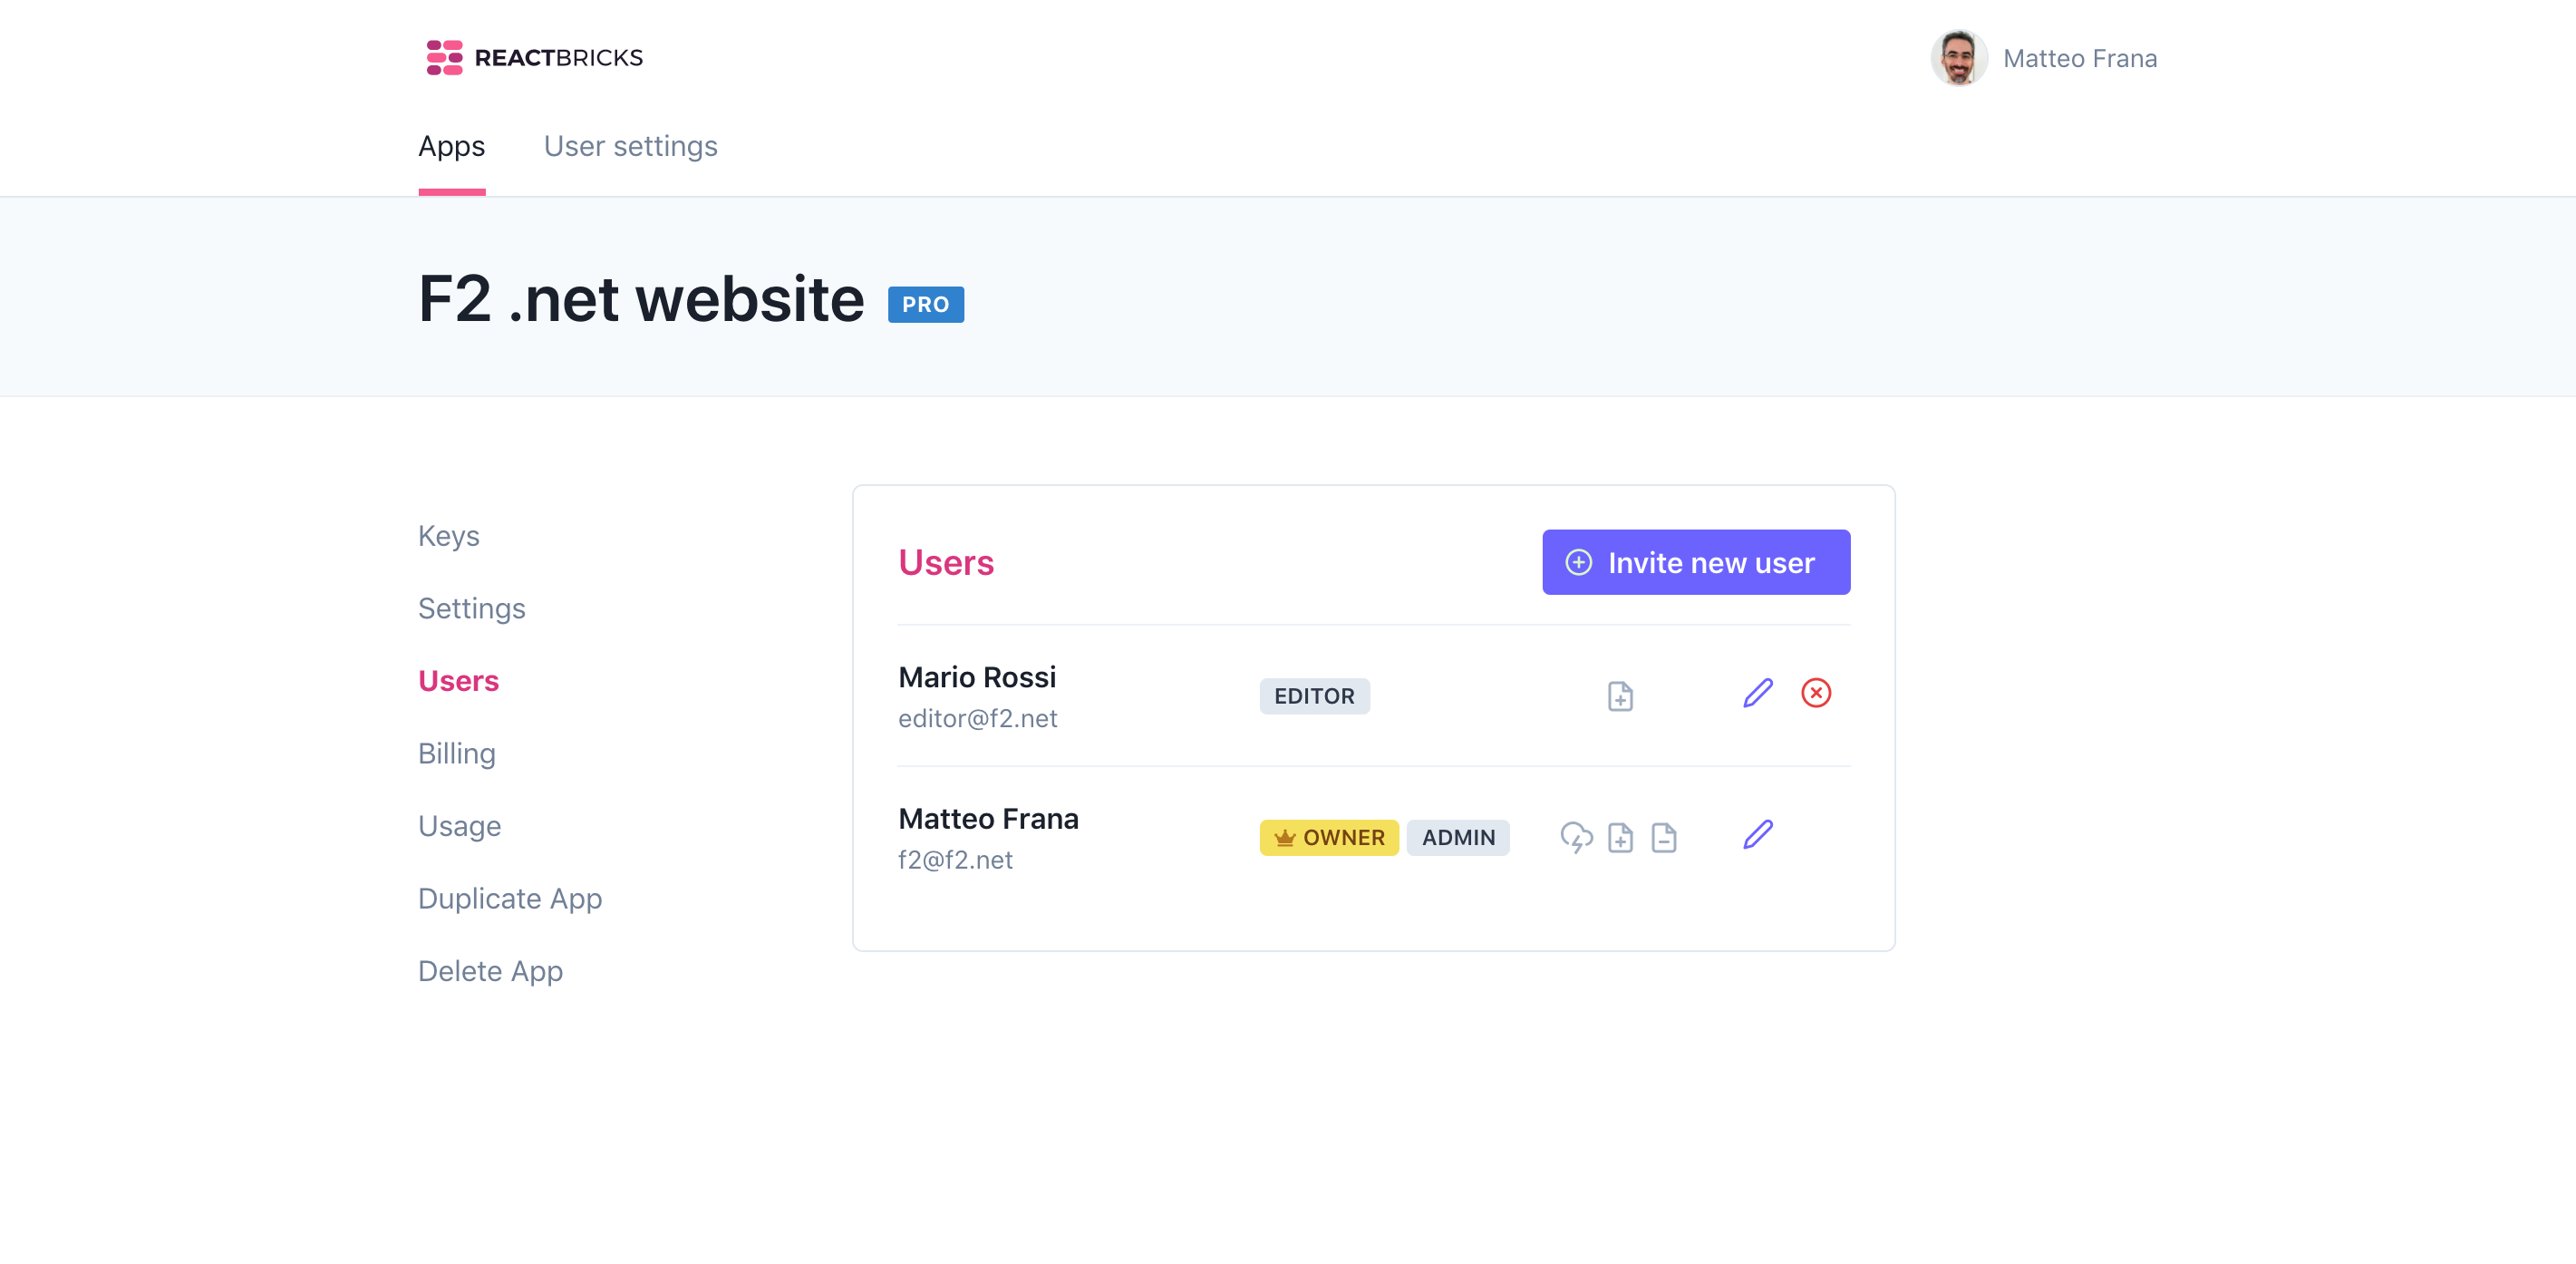 REACTBRICKS
Matteo Frana
Apps
User settings
F2 .net website
PRO
Keys
Settings
Users
Billing
Usage
Duplicate App
Delete App
Users
Invite new user
Mario Rossi
editor@f2.net
EDITOR
Matteo Frana
f2@f2.net
OWNER
ADMIN